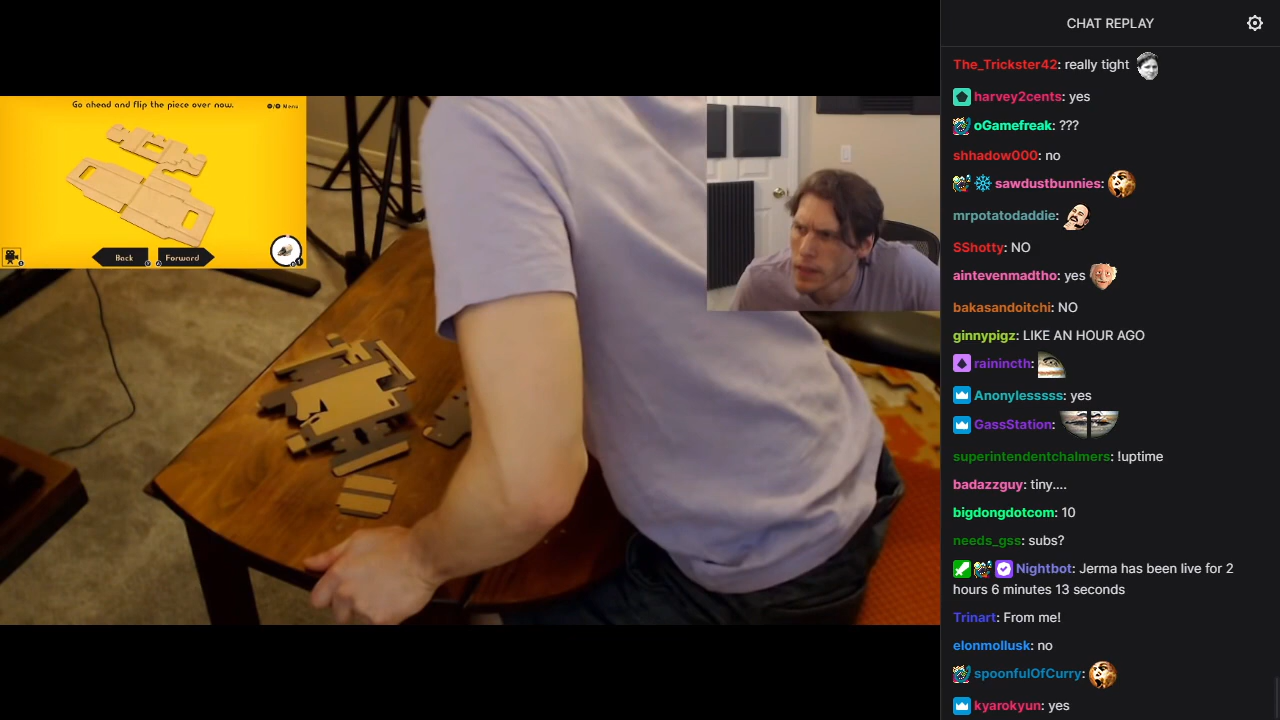 Go ahead and flip the piece over now.
Menu
Back
Forward
CHAT REPLAY
The_Trickster42: really tight
harvey2cents: yes
oGamefreak: ???
shhadow000: no
sawdustbunnies:
mrpotatodaddie:
SShotty: NO
aintevenmadtho: yes
bakasandoitchi: NO
ginnypigz: LIKE AN HOUR AGO
rainincth:
Anonylesssss: yes
GassStation:
superintendentchalmers: !uptime
badazzguy: tiny....
bigdongdotcom: 10
needs_gss: subs?
Nightbot: Jerma has been live for 2
hours 6 minutes 13 seconds
Trinart: From me!
elonmollusk: no
spoonfulOfCurry:
kyarokyun: yes